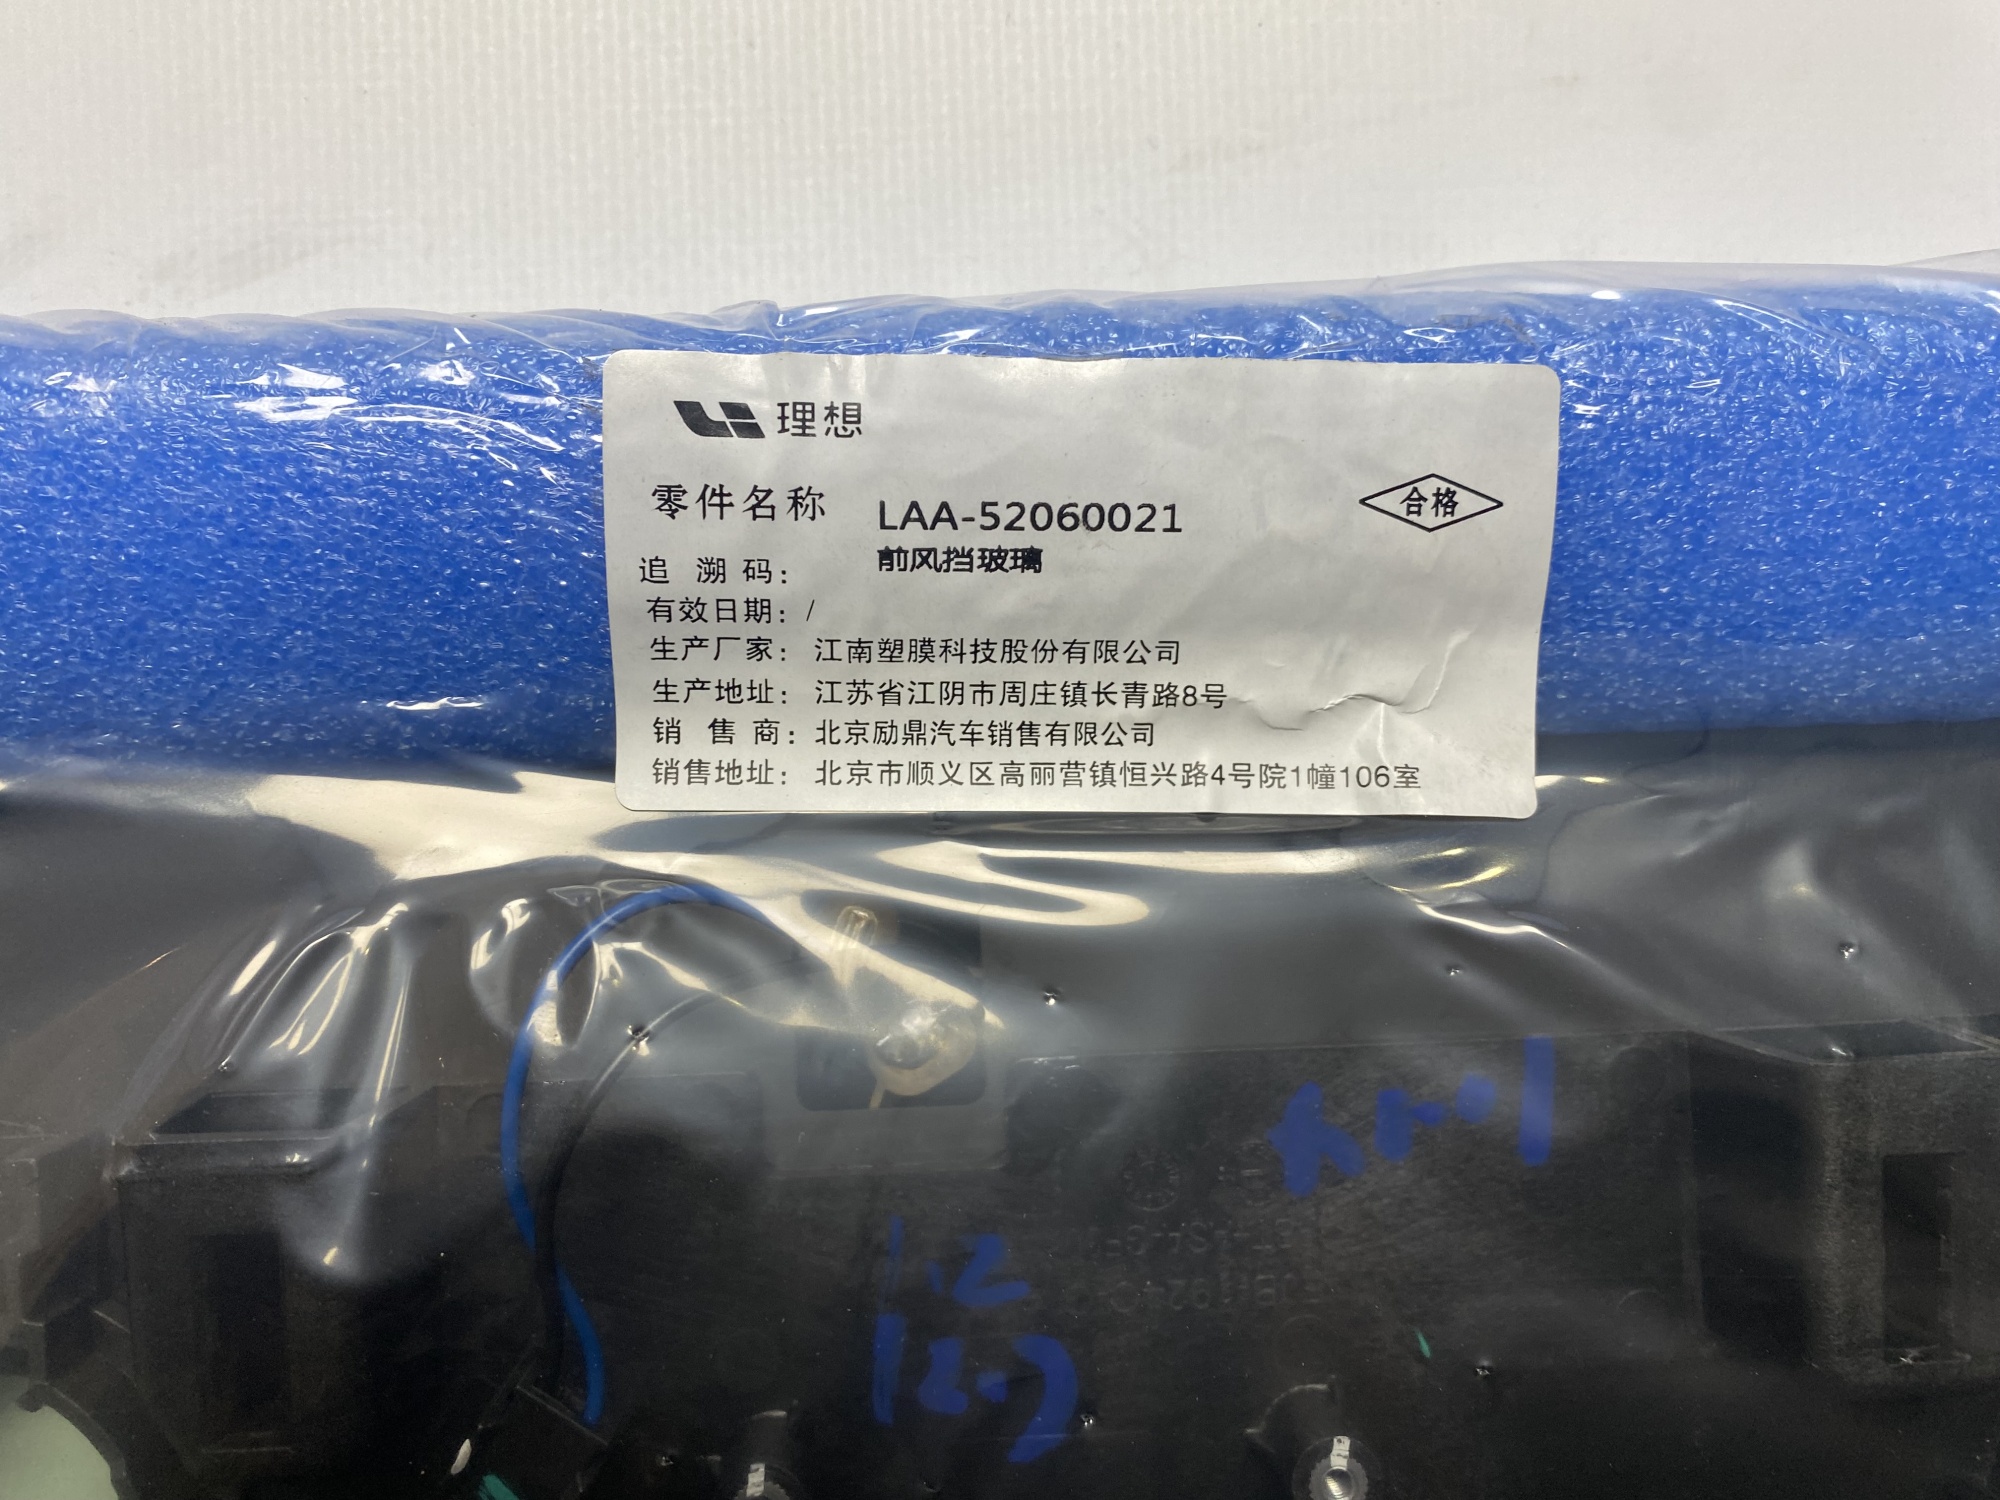 理想
零件名称 LAA-52060021
合格
前风挡玻璃
追 溯 码：
有效日期：/
生产厂家：江南塑膜科技股份有限公司
生产地址：江苏省江阴市周庄镇长青路8号
销 售 商：北京励鼎汽车销售有限公司
销售地址：北京市顺义区高丽营镇恒兴路4号院1幢106室